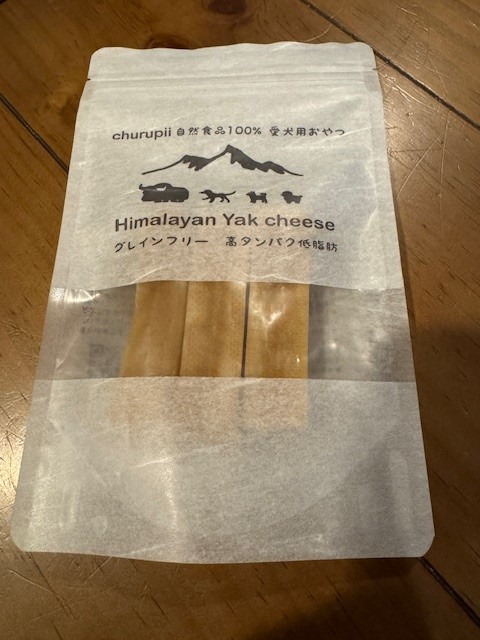 churupii 自然食品100% 愛犬用おやつ
Himalayan Yak cheese
グレインフリー 高タンパク低脂肪